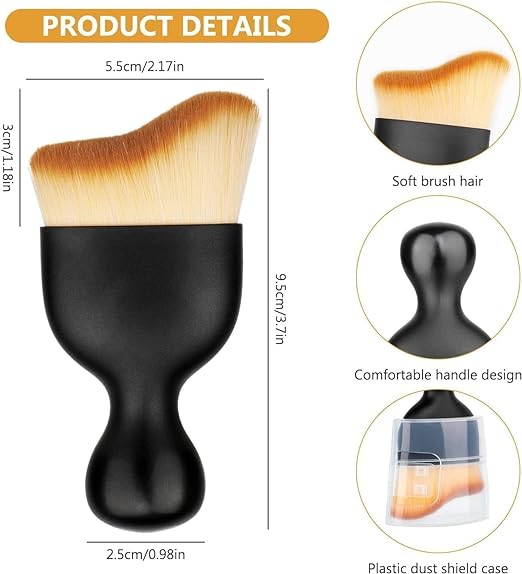 PRODUCT DETAILS
5.5cm/2.17in
3cm/1.18in
9.5cm/3.7in
2.5cm/0.98in
Soft brush hair
Comfortable handle design
Plastic dust shield case